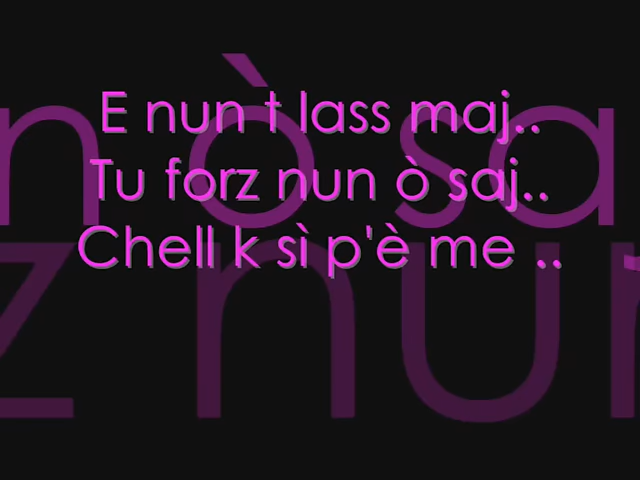 E nun t lass maj..
Tu forz nun ò saj..
Chell k sì p'è me ..